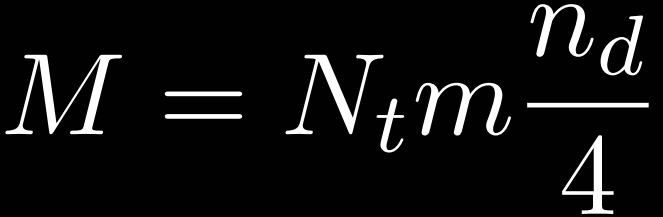 M = N_t m \frac{n_d}{4}